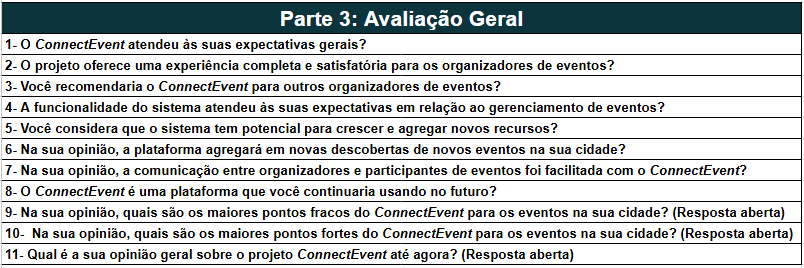 Parte 3: Avaliação Geral
1- O ConnectEvent atendeu às suas expectativas gerais?
2- O projeto oferece uma experiência completa e satisfatória para os organizadores de eventos?
3- Você recomendaria o ConnectEvent para outros organizadores de eventos?
4- A funcionalidade do sistema atendeu às suas expectativas em relação ao gerenciamento de eventos?
5- Você considera que o sistema tem potencial para crescer e agregar novos recursos?
6- Na sua opinião, a plataforma agregará em novas descobertas de novos eventos na sua cidade?
7- Na sua opinião, a comunicação entre organizadores e participantes de eventos foi facilitada com o ConnectEvent?
8- O ConnectEvent é uma plataforma que você continuaria usando no futuro?
9- Na sua opinião, quais são os maiores pontos fracos do ConnectEvent para os eventos na sua cidade? (Resposta aberta)
10- Na sua opinião, quais são os maiores pontos fortes do ConnectEvent para os eventos na sua cidade? (Resposta aberta)
11- Qual é a sua opinião geral sobre o projeto ConnectEvent até agora? (Resposta aberta)